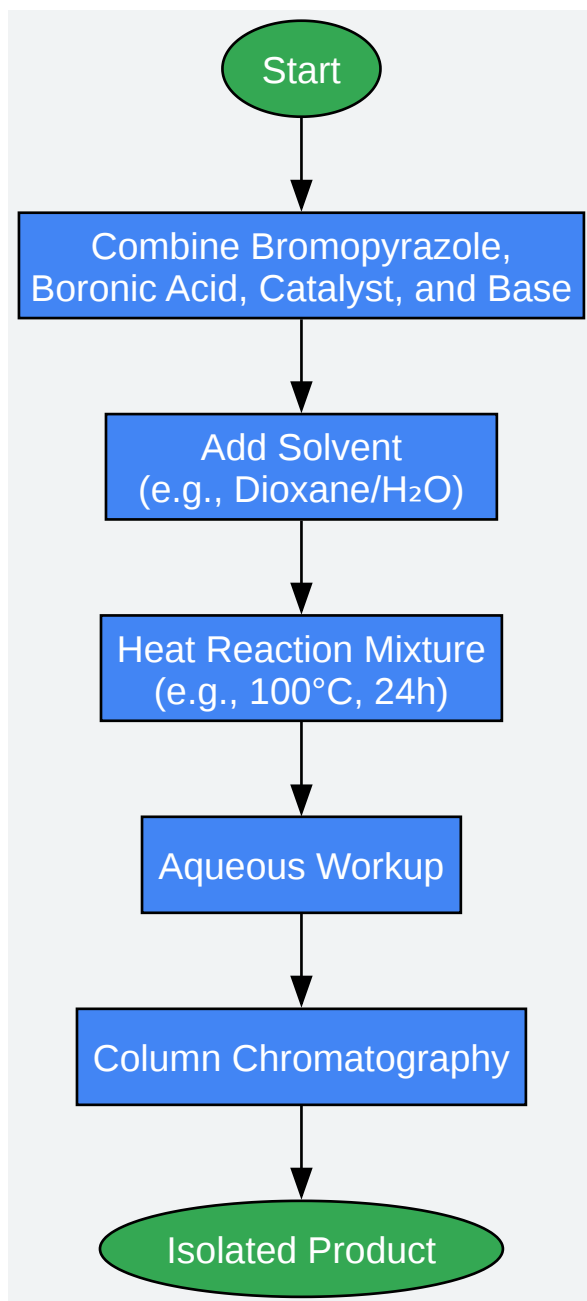 Start
Combine Bromopyrazole,
Boronic Acid, Catalyst, and Base
Add Solvent
(e.g., Dioxane/H₂O)
Heat Reaction Mixture
(e.g., 100°C, 24h)
Aqueous Workup
Column Chromatography
Isolated Product